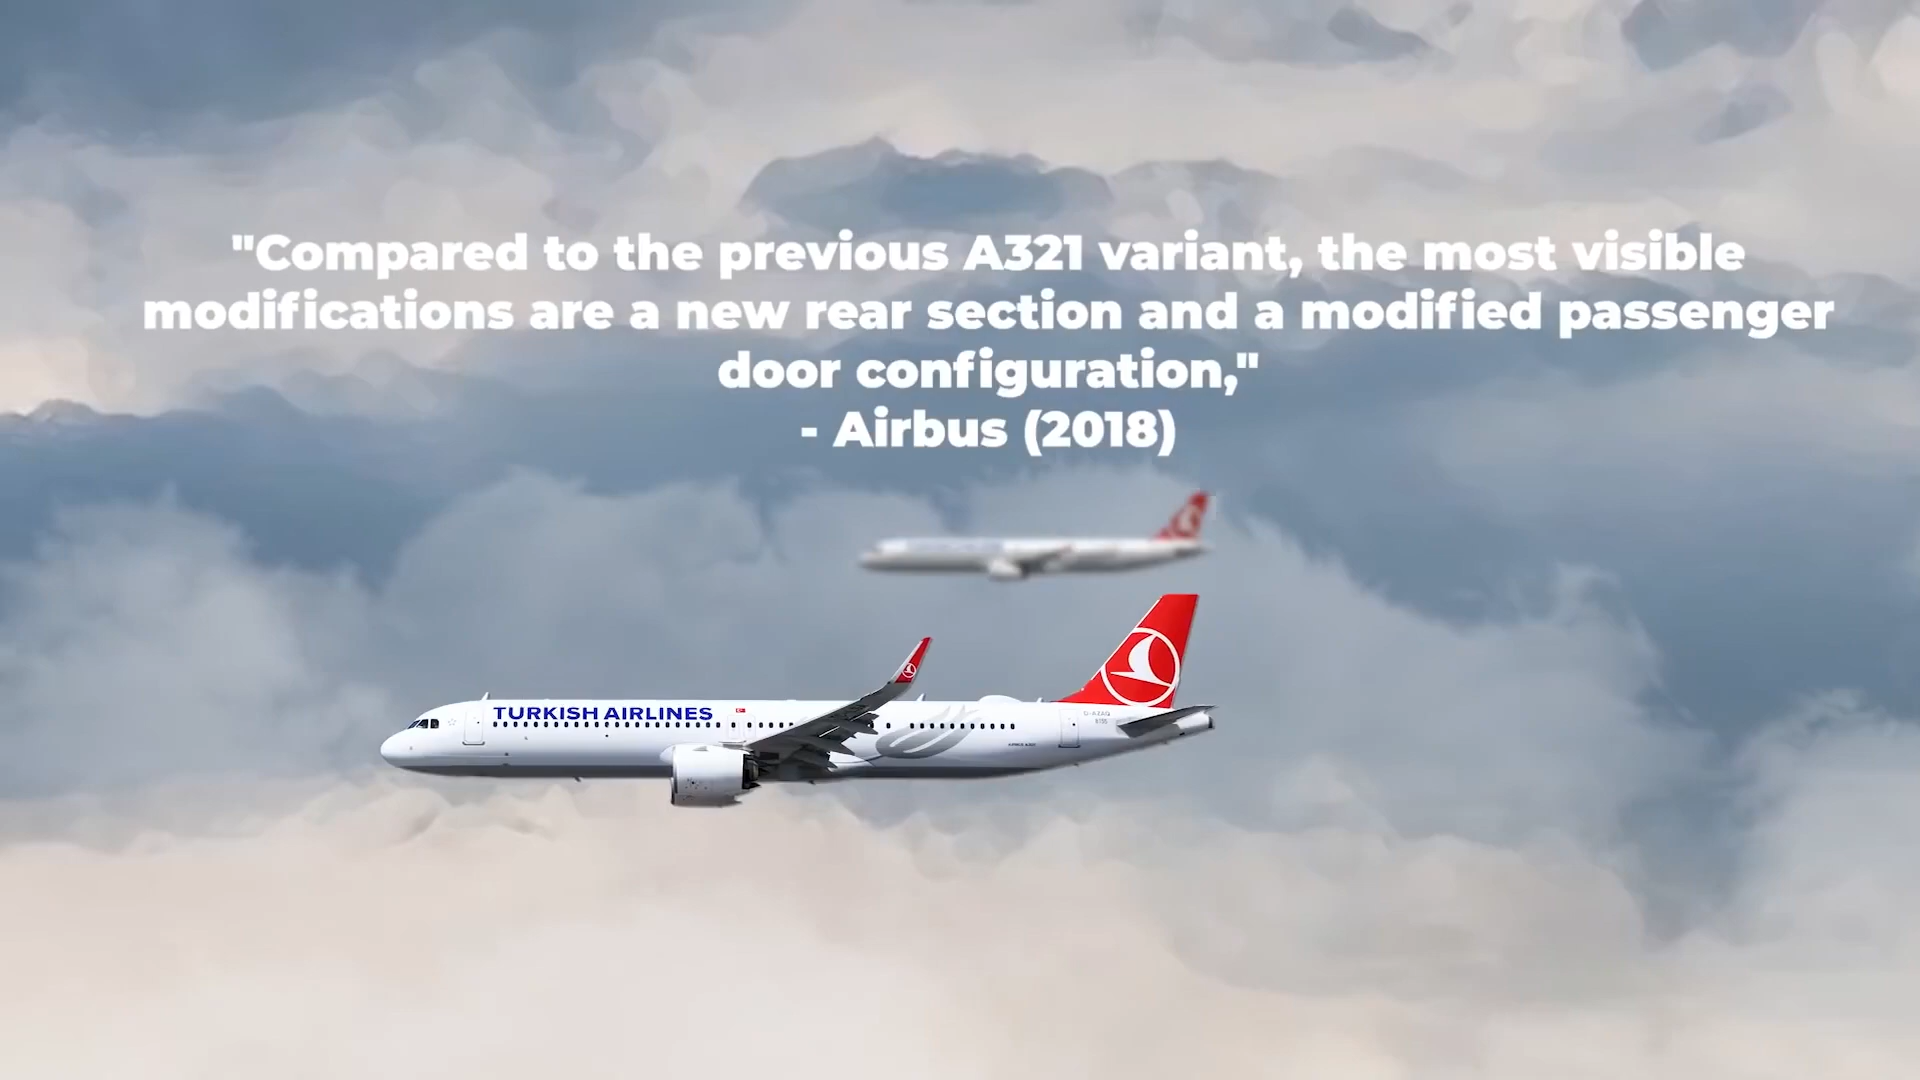 "Compared to the previous A321 variant, the most visible
modifications are a new rear section and a modified passenger
door configuration,"
- Airbus (2018)
TURKISH AIRLINES
D-AZAQ